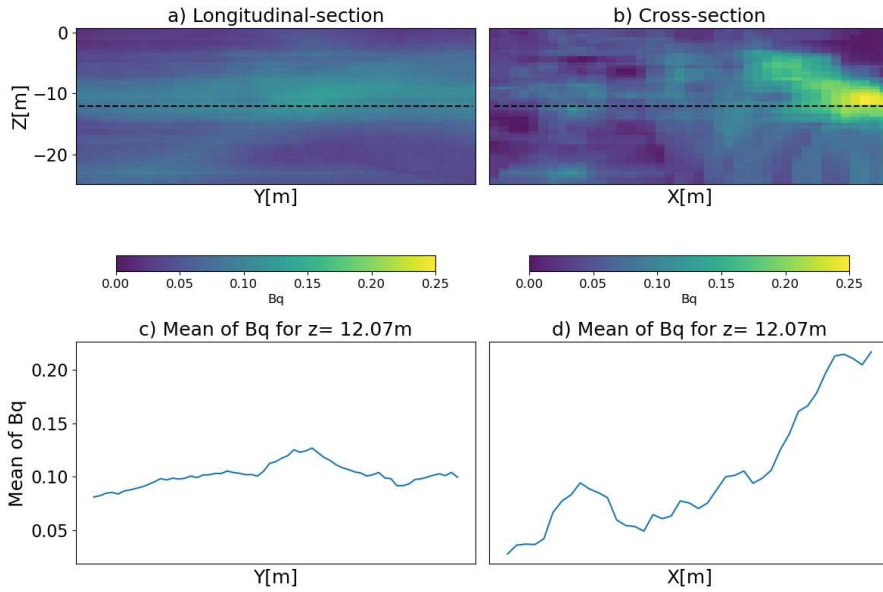 a) Longitudinal-section
b) Cross-section
0
−10
−20
Z[m]
Y[m]
X[m]
0.00 0.05 0.10 0.15 0.20 0.25
Bq
0.00 0.05 0.10 0.15 0.20 0.25
Bq
c) Mean of Bq for z= 12.07m
d) Mean of Bq for z= 12.07m
0.20
0.15
0.10
0.05
Mean of Bq
Y[m]
X[m]